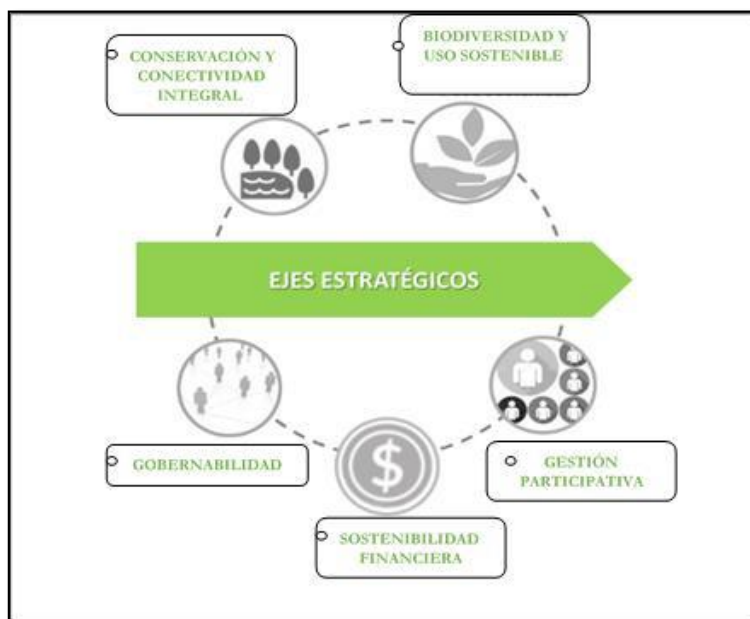 CONSERVACIÓN Y
CONECTIVIDAD
INTEGRAL
BIODIVERSIDAD Y
USO SOSTENIBLE
EJES ESTRATÉGICOS
GOBERNABILIDAD
GESTIÓN
PARTICIPATIVA
$
SOSTENIBILIDAD
FINANCIERA